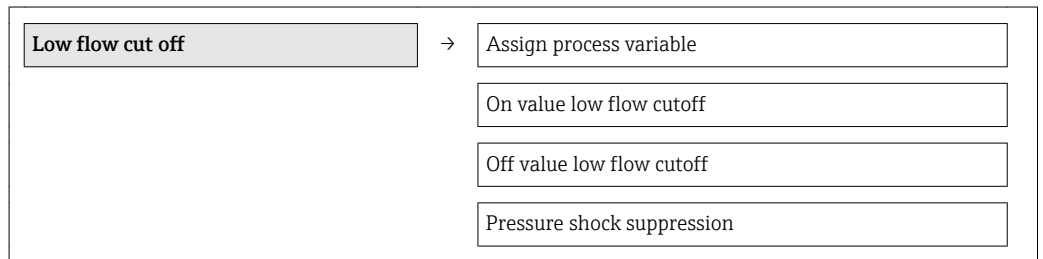 Low flow cut off → Assign process variable
On value low flow cutoff
Off value low flow cutoff
Pressure shock suppression